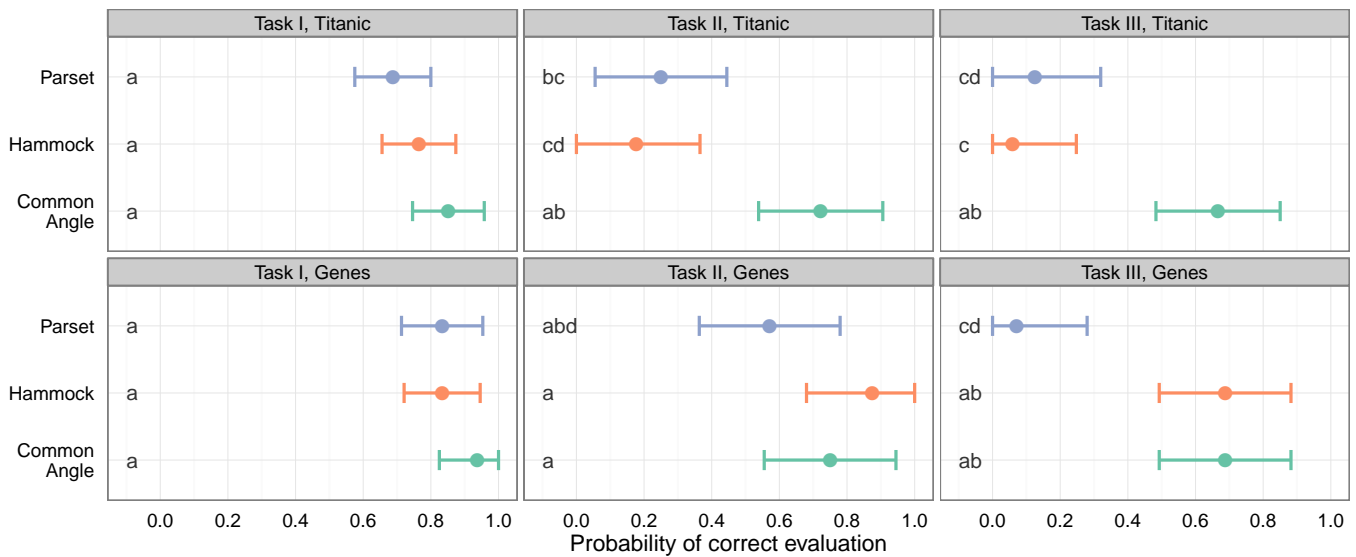 Task I, Titanic
Task II, Titanic
Task III, Titanic
Parset
a
bc
cd
Hammock
a
cd
c
Common
Angle
a
ab
ab
Task I, Genes
Task II, Genes
Task III, Genes
Parset
a
abd
cd
Hammock
a
a
ab
Common
Angle
a
a
ab
0.0 0.2 0.4 0.6 0.8 1.0
0.0 0.2 0.4 0.6 0.8 1.0
0.0 0.2 0.4 0.6 0.8 1.0
Probability of correct evaluation